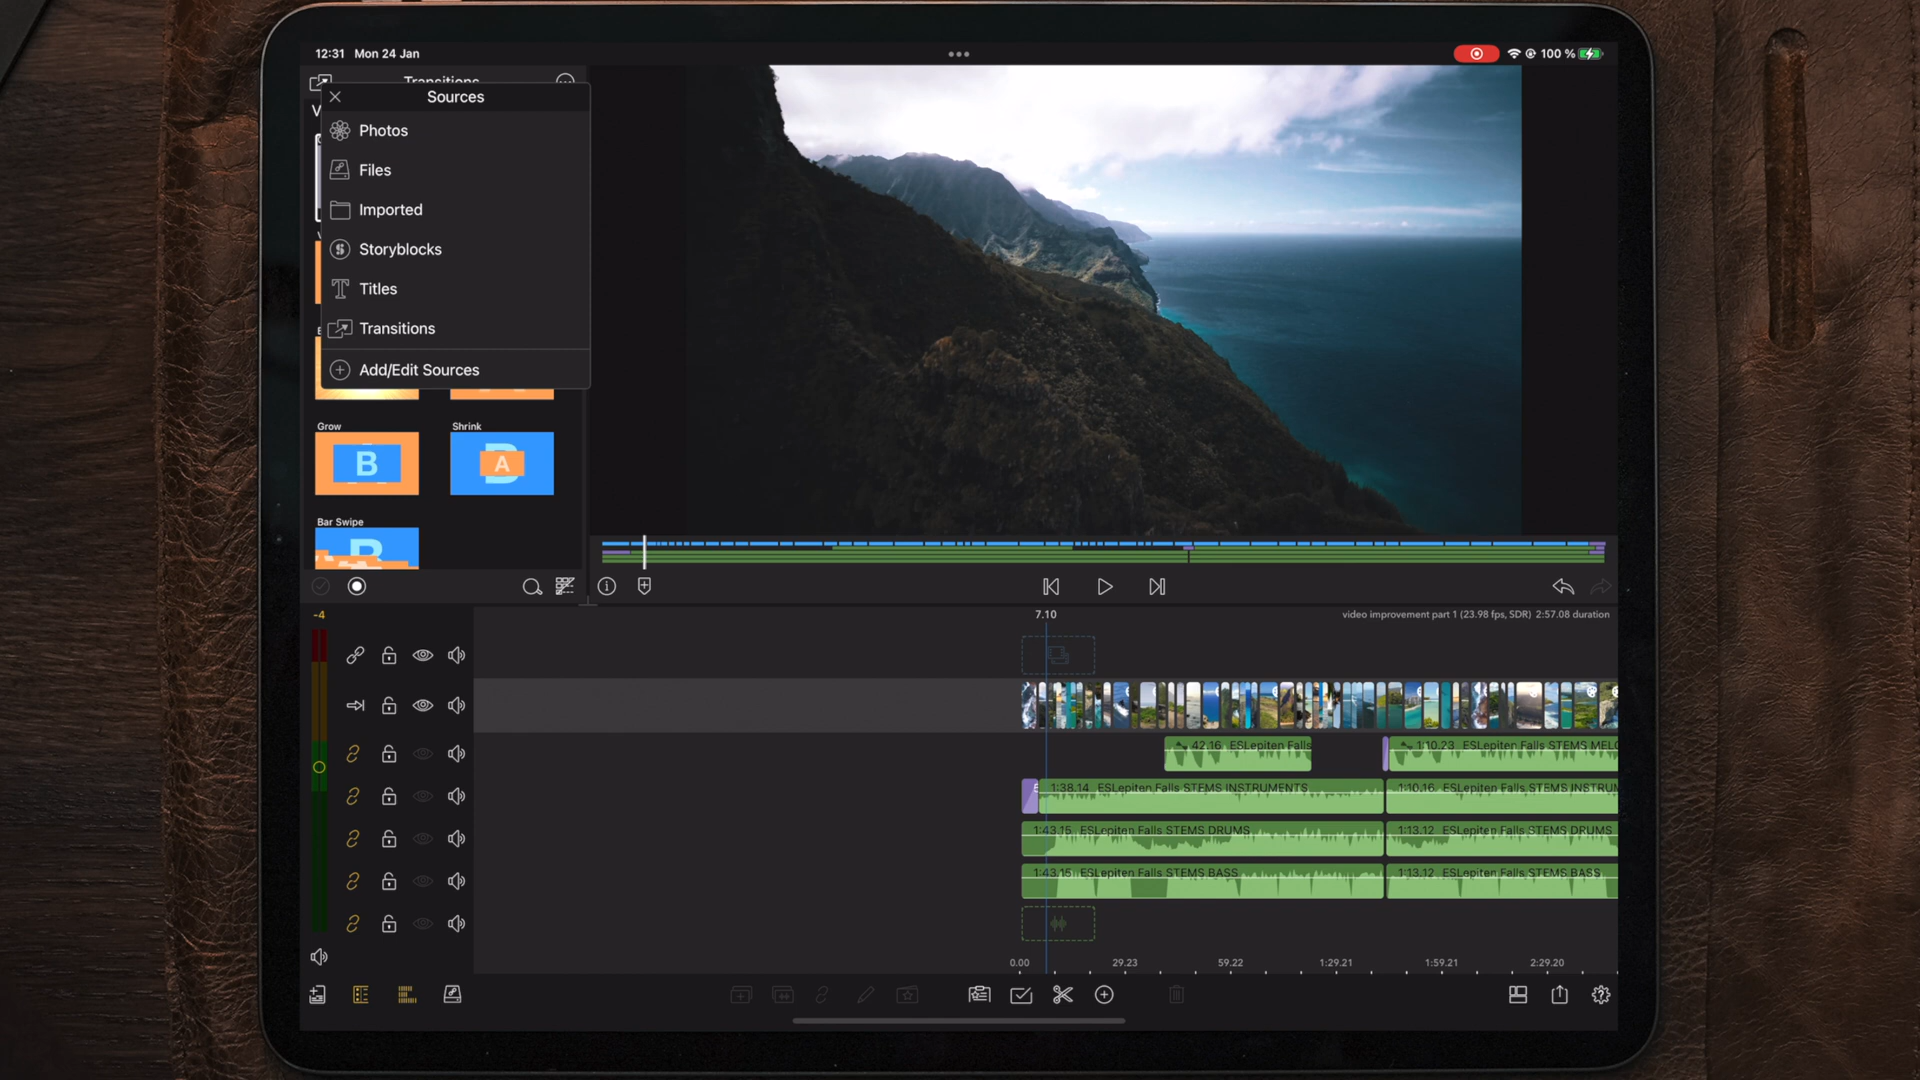 12:31 Mon 24 Jan
100 %
Transitions
Sources
Photos
Files
Imported
Storyblocks
Titles
Transitions
Add/Edit Sources
Grow
Shrink
B
A
Bar Swipe
-4
7.10
video improvement part 1 (23.98 fps, SDR) 2:57.08 duration
42.16 ESLepiten Falls
1:10.23 ESLepiten Falls STEMS MELO
1:38.14 ESLepiten Falls STEMS INSTRUMENTS
1:10.16 ESLepiten Falls STEMS INSTRUM
1:43.15 ESLepiten Falls STEMS DRUMS
1:13.12 ESLepiten Falls STEMS DRUMS
1:43.15 ESLepiten Falls STEMS BASS
1:13.12 ESLepiten Falls STEMS BASS
0.00 29.23 59.22 1:29.21 1:59.21 2:29.20